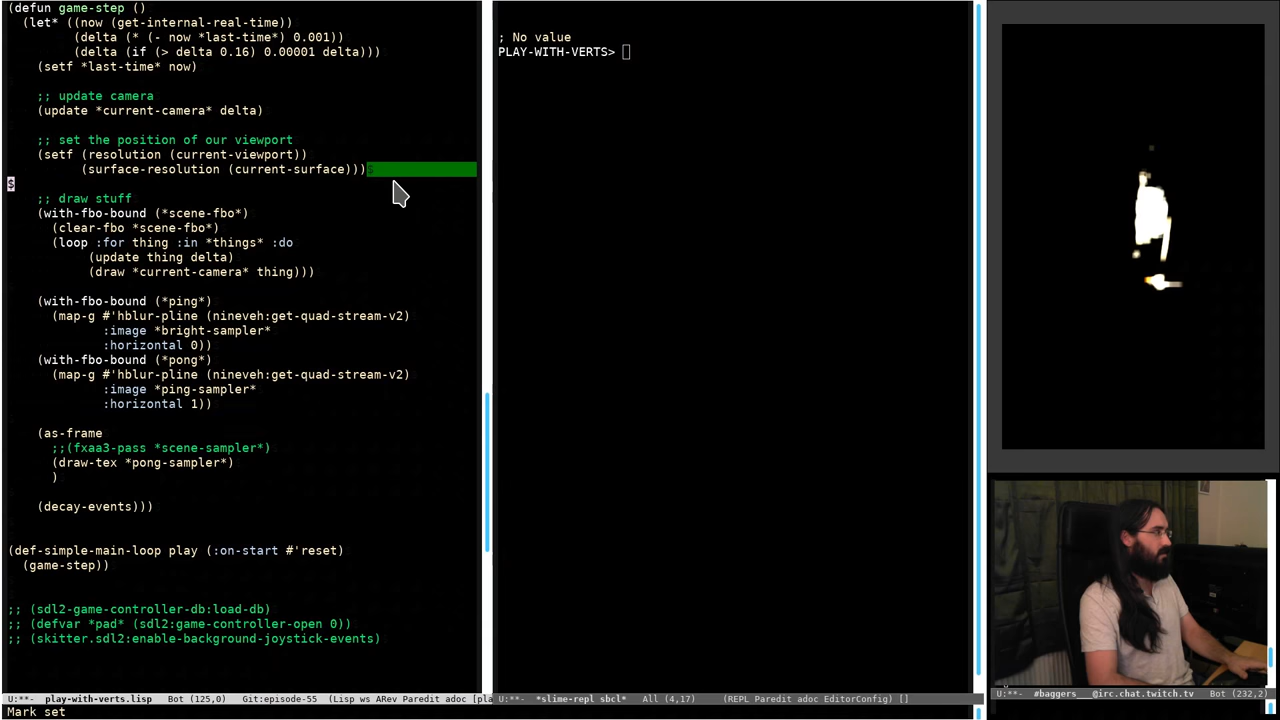 (defun game-step ()
  (let* ((now (get-internal-real-time))
         (delta (* (- now *last-time*) 0.001))
         (delta (if (> delta 0.16) 0.00001 delta)))
    (setf *last-time* now)
    ;; update camera
    (update *current-camera* delta)
    ;; set the position of our viewport
    (setf (resolution (current-viewport))
          (surface-resolution (current-surface)))$
$
    ;; draw stuff
    (with-fbo-bound (*scene-fbo*)
      (clear-fbo *scene-fbo*)
      (loop :for thing :in *things* :do
           (update thing delta)
           (draw *current-camera* thing)))
    (with-fbo-bound (*ping*)
      (map-g #'hblur-pline (nineveh:get-quad-stream-v2)
             :image *bright-sampler*
             :horizontal 0))
    (with-fbo-bound (*pong*)
      (map-g #'hblur-pline (nineveh:get-quad-stream-v2)
             :image *ping-sampler*
             :horizontal 1))
    (as-frame
      ;;(fxaa3-pass *scene-sampler*)
      (draw-tex *pong-sampler*)
      )
    (decay-events)))
(def-simple-main-loop play (:on-start #'reset)
  (game-step))
;; (sdl2-game-controller-db:load-db)
;; (defvar *pad* (sdl2:game-controller-open 0))
;; (skitter.sdl2:enable-background-joystick-events)
U:**-  play-with-verts.lisp   Bot (125,0)    Git:episode-55  (Lisp ws ARev Paredit adoc [pla
Mark set
; No value
PLAY-WITH-VERTS>
U:**-  *slime-repl sbcl*   All (4,17)     (REPL Paredit adoc EditorConfig) []
U:**-  #baggers___@irc.chat.twitch.tv   Bot (232,2)